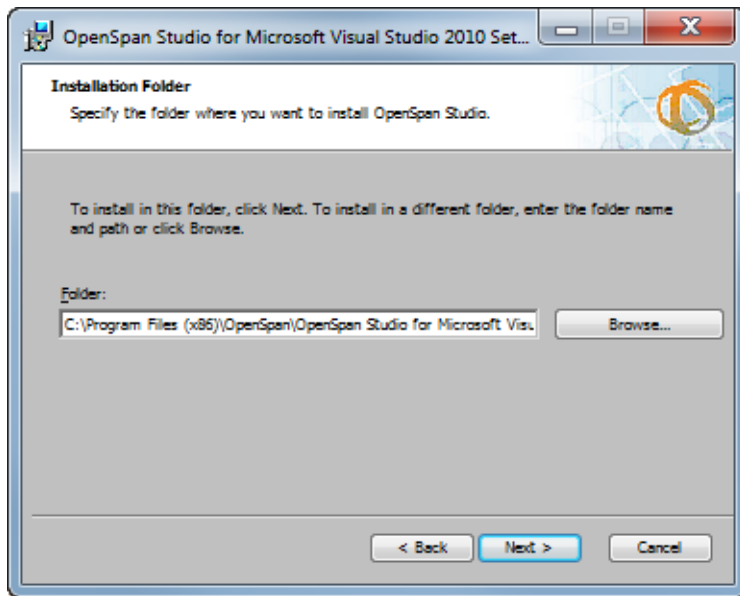 OpenSpan Studio for Microsoft Visual Studio 2010 Set...
Installation Folder
Specify the folder where you want to install OpenSpan Studio.
To install in this folder, click Next. To install in a different folder, enter the folder name
and path or click Browse.
Folder:
C:\Program Files (x86)\OpenSpan\OpenSpan Studio for Microsoft Visu
Browse...
< Back
Next >
Cancel